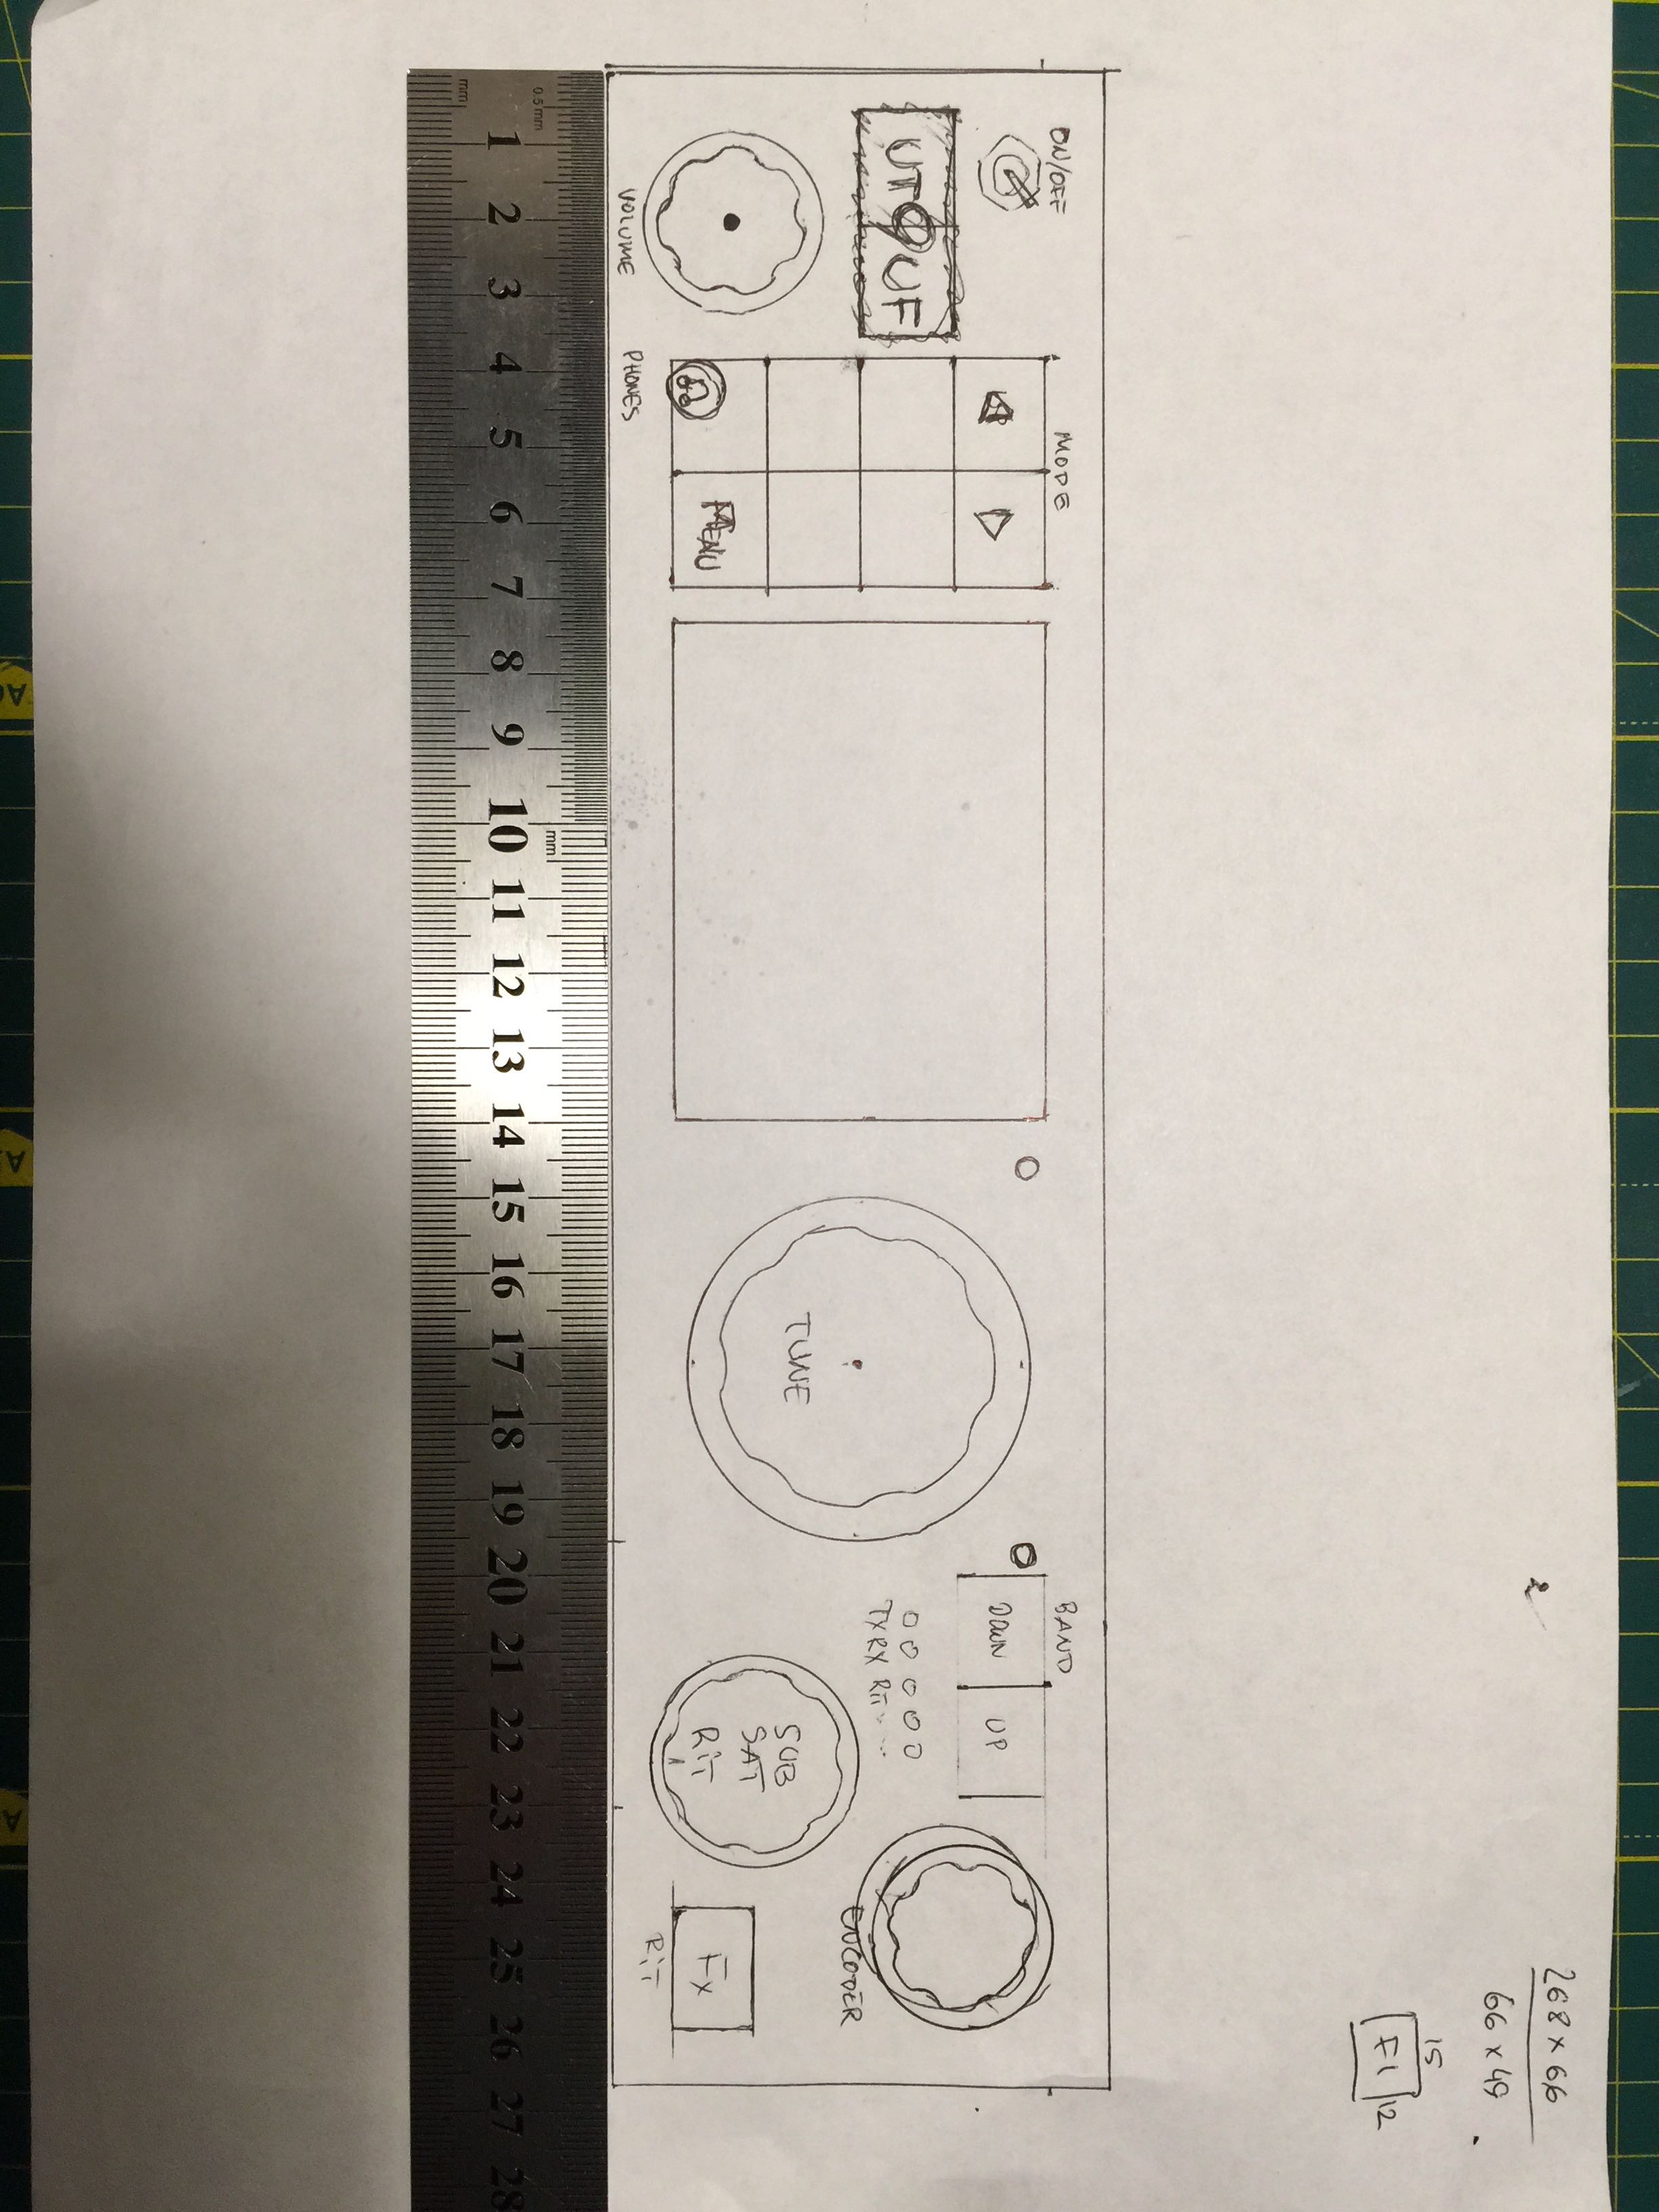 ON/OFF
UT9UF
VOLUME
MODE
PHONES
MENU
TUNE
BAND
DOWN
UP
TX RX RiT
SUB
SAT
RiT
ENCODER
Fx
RiT
268 x 66
66 x 49
15
F1
12
mm
0.5 mm
1 2 3 4 5 6 7 8 9 10 11 12 13 14 15 16 17 18 19 20 21 22 23 24 25 26 27 28
mm